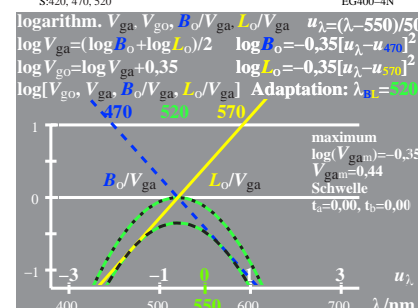 S:420, 470, 520 EG400–4N
logarithm. Vga, Vgo, Bo/Vga, Lo/Vga uλ=(λ–550)/50
log Vga=(log Bo+log Lo)/2 log Bo=–0,35[uλ–u470]2
log Vgo=log Va+0,35 log Lo=–0,35[uλ–u570]2
log[Vgo, Vga, Bo/Vga, Lo/Vga] Adaptation: λBL=520
470 520 570
1
maximum
log(Vgam)=–0,35
Vgam=0,44
Bo/Vga Lo/Vga
Schwelle
0
ta=0,00, tb=0,00
–1
–3 –1 0 3 uλ
400 500 550 600 λ/nm